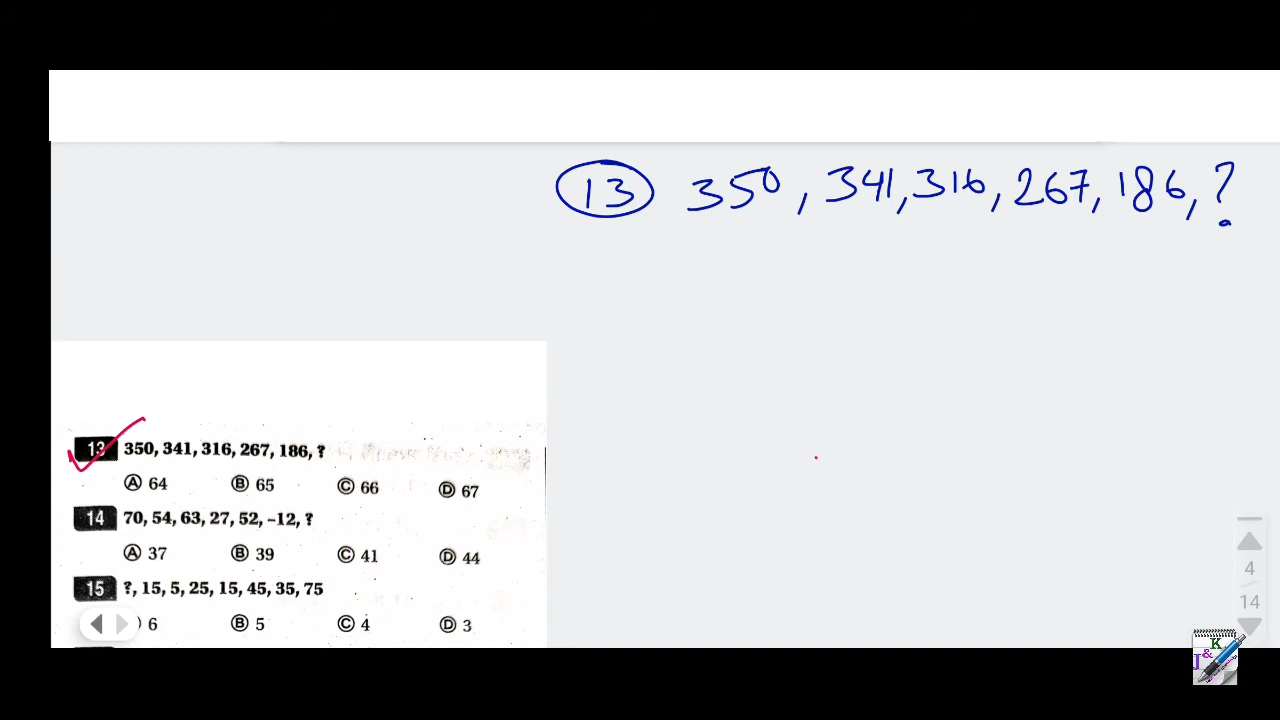 13 350, 341, 316, 267, 186, ?
13 350, 341, 316, 267, 186, ?
A 64 B 65 C 66 D 67
14 70, 54, 63, 27, 52, –12, ?
A 37 B 39 C 41 D 44
15 ?, 15, 5, 25, 15, 45, 35, 75
6 B 5 C 4 D 3
4
14
I & K